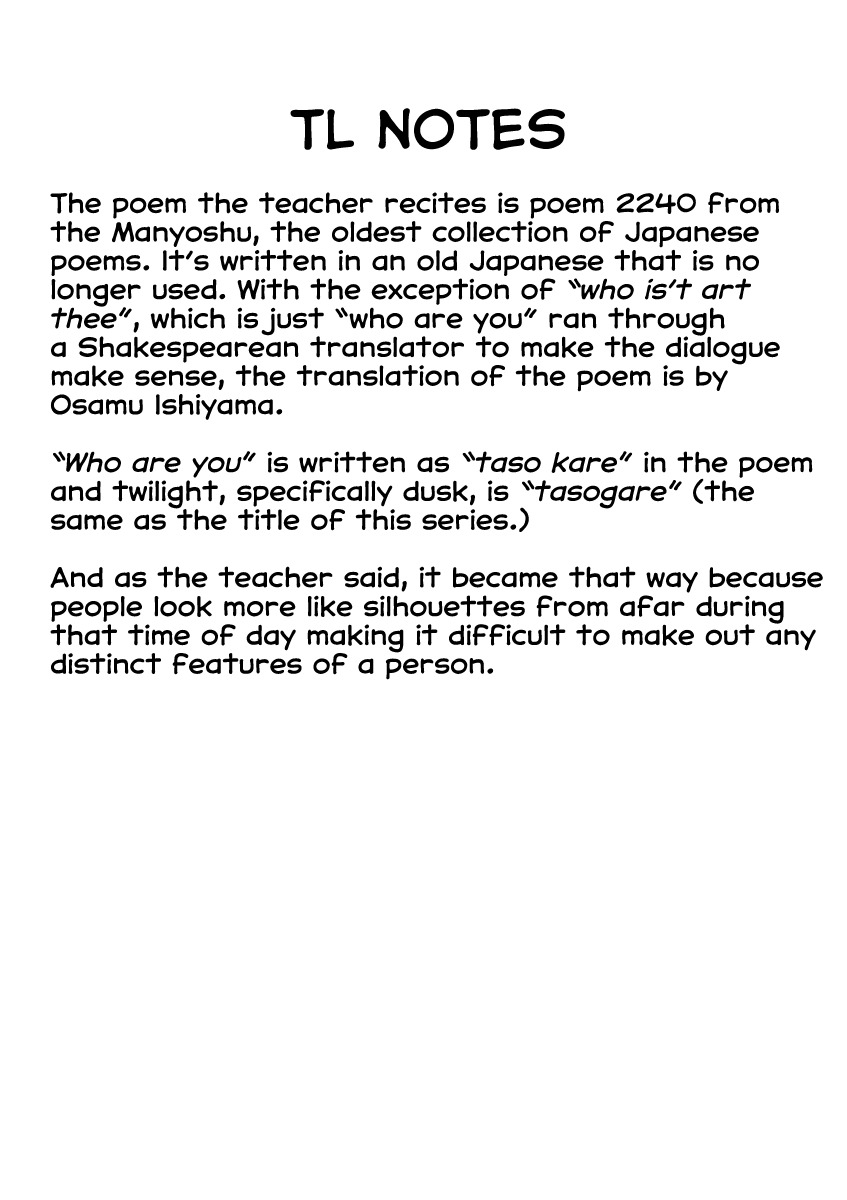 TL NOTES
The poem the teacher recites is poem 2240 from
the Manyoshu, the oldest collection of Japanese
poems. It's written in an old Japanese that is no
longer used. With the exception of "who is't art
thee", which is just "who are you" ran through
a Shakespearean translator to make the dialogue
make sense, the translation of the poem is by
Osamu Ishiyama.
"Who are you" is written as "taso kare" in the poem
and twilight, specifically dusk, is "tasogare" (the
same as the title of this series.)
And as the teacher said, it became that way because
people look more like silhouettes from afar during
that time of day making it difficult to make out any
distinct features of a person.